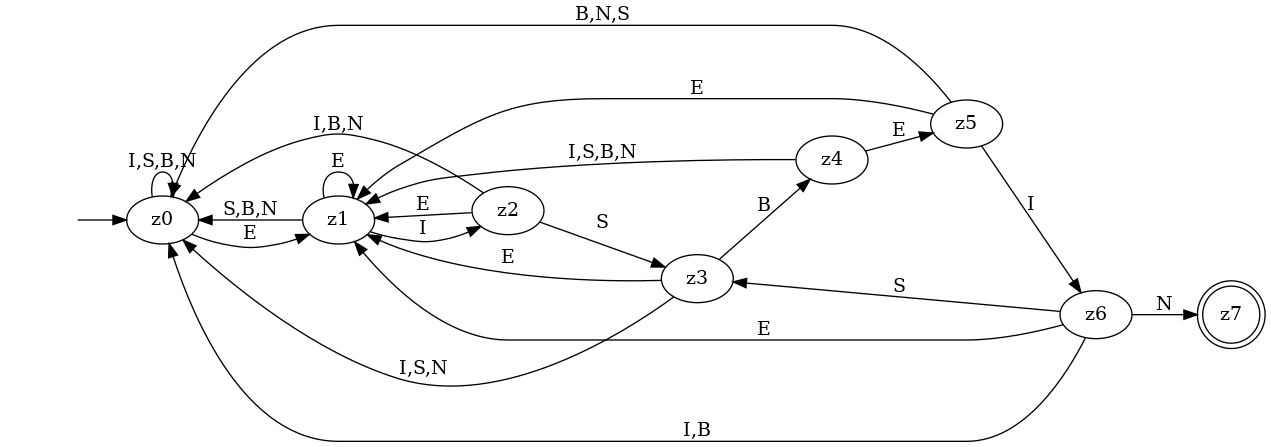 B,N,S
E
I,B,N
z5
E
I,S,B,N
z4
I,S,B,N
E
E
z2
I
S,B,N
E
B
z0
z1
S
E
I
E
z3
S
N
z6
z7
E
I,S,N
I,B